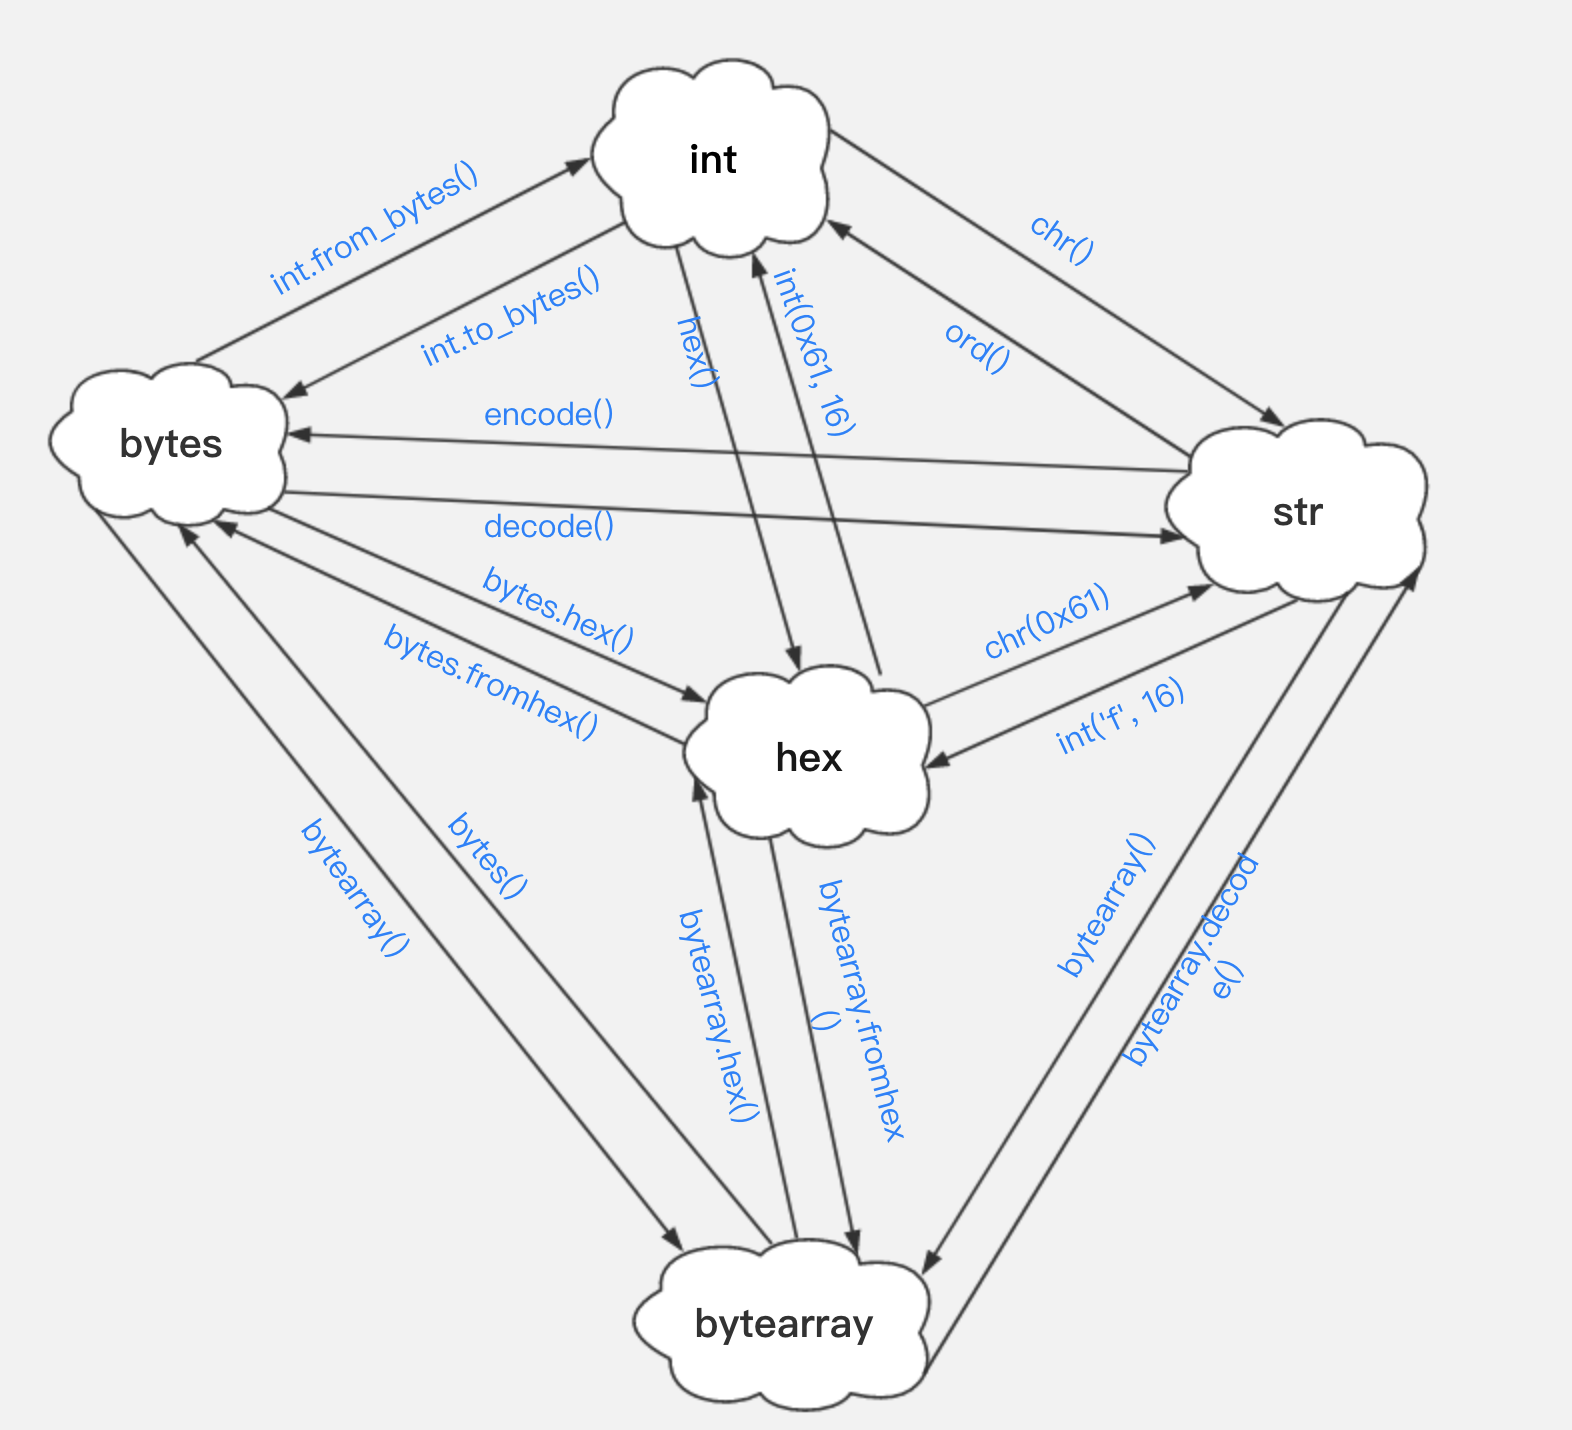 int
int.from_bytes()
chr()
int.to_bytes()
hex()
int(0x61, 16)
ord()
encode()
bytes
str
decode()
bytes.hex()
bytes.fromhex()
chr(0x61)
int('f', 16)
hex
bytearray()
bytes()
bytearray.hex()
bytearray.fromhex
()
bytearray()
bytearray.decod
e()
bytearray